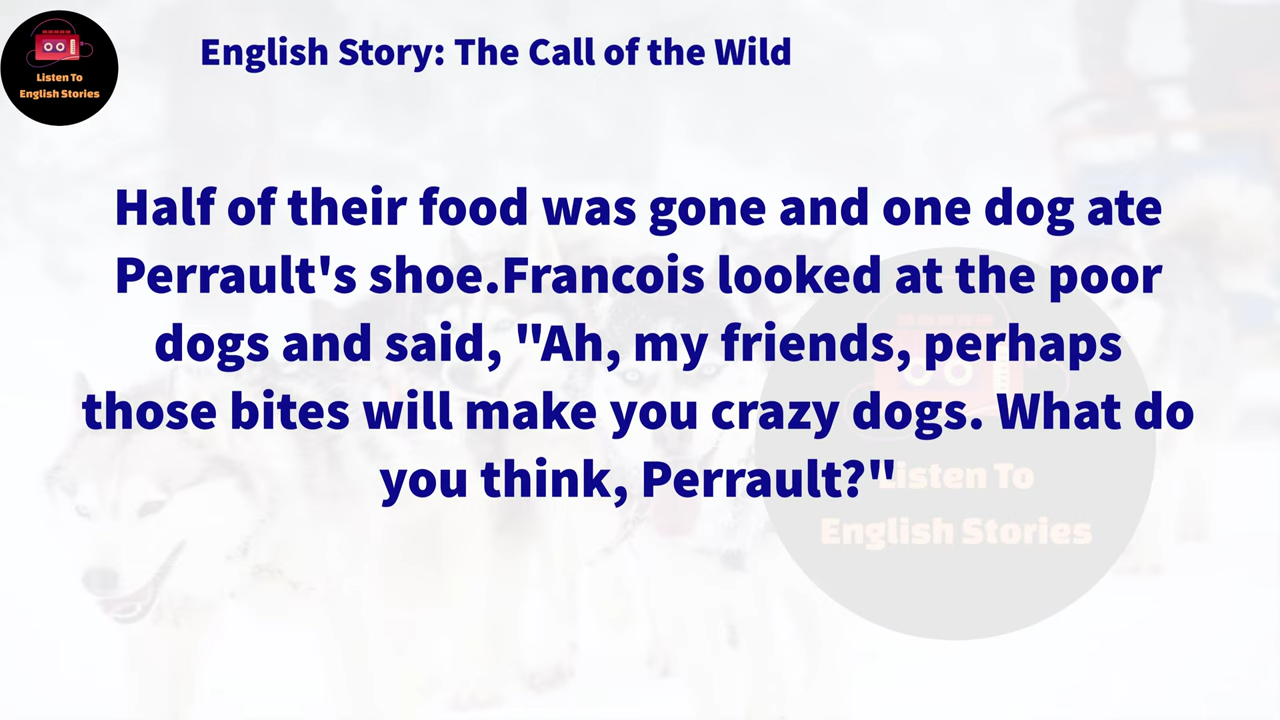 Listen To
English Stories
English Story: The Call of the Wild
Half of their food was gone and one dog ate
Perrault's shoe.Francois looked at the poor
dogs and said, "Ah, my friends, perhaps
those bites will make you crazy dogs. What do
you think, Perrault?"
Listen To
English Stories